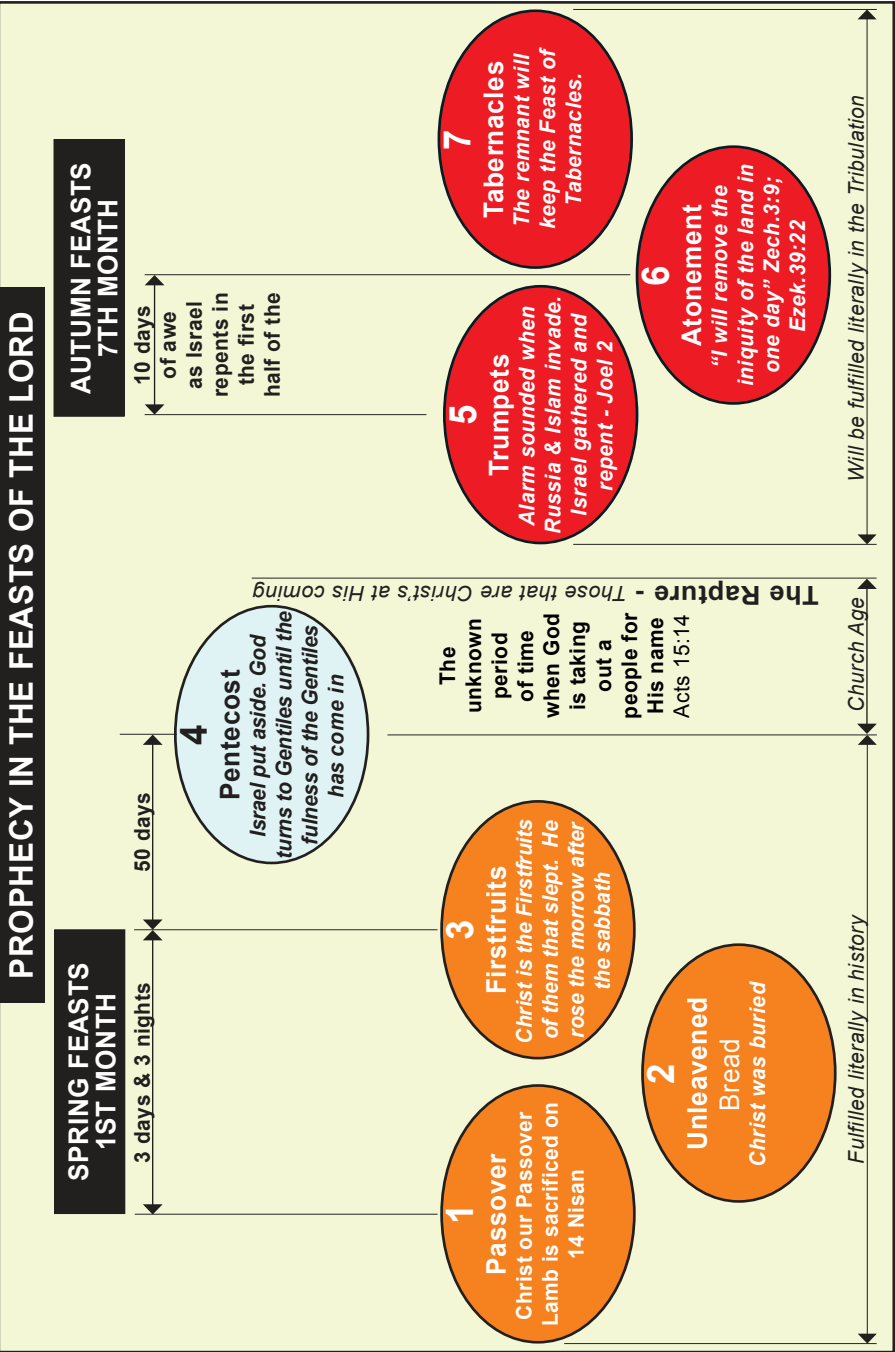 PROPHECY IN THE FEASTS OF THE LORD
SPRING FEASTS
1ST MONTH
3 days & 3 nights
50 days
AUTUMN FEASTS
7TH MONTH
10 days
of awe
as Israel
repents in
the first
half of the
1
Passover
Christ our Passover
Lamb is sacrificed on
14 Nisan
2
Unleavened
Bread
Christ was buried
3
Firstfruits
Christ is the Firstfruits
of them that slept. He
rose the morrow after
the sabbath
4
Pentecost
Israel put aside. God
turns to Gentiles until the
fulness of the Gentiles
has come in
The
unknown
period
of time
when God
is taking
out a
people for
His name
Acts 15:14
The Rapture - Those that are Christ's at His coming
5
Trumpets
Alarm sounded when
Russia & Islam invade.
Israel gathered and
repent - Joel 2
6
Atonement
"I will remove the
iniquity of the land in
one day" Zech.3:9;
Ezek.39:22
7
Tabernacles
The remnant will
keep the Feast of
Tabernacles.
Fulfilled literally in history
Church Age
Will be fulfilled literally in the Tribulation